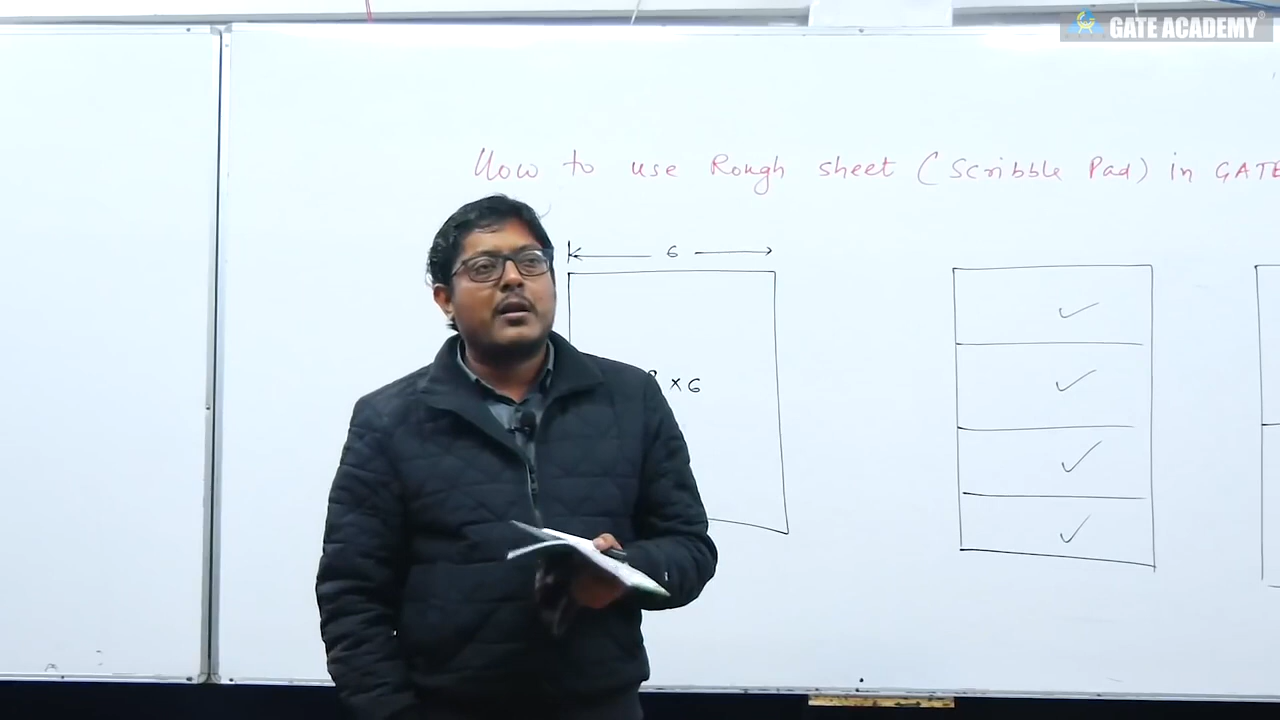 GATE ACADEMY®
How to use Rough sheet (Scribble Pad) in GATE
6
× 6